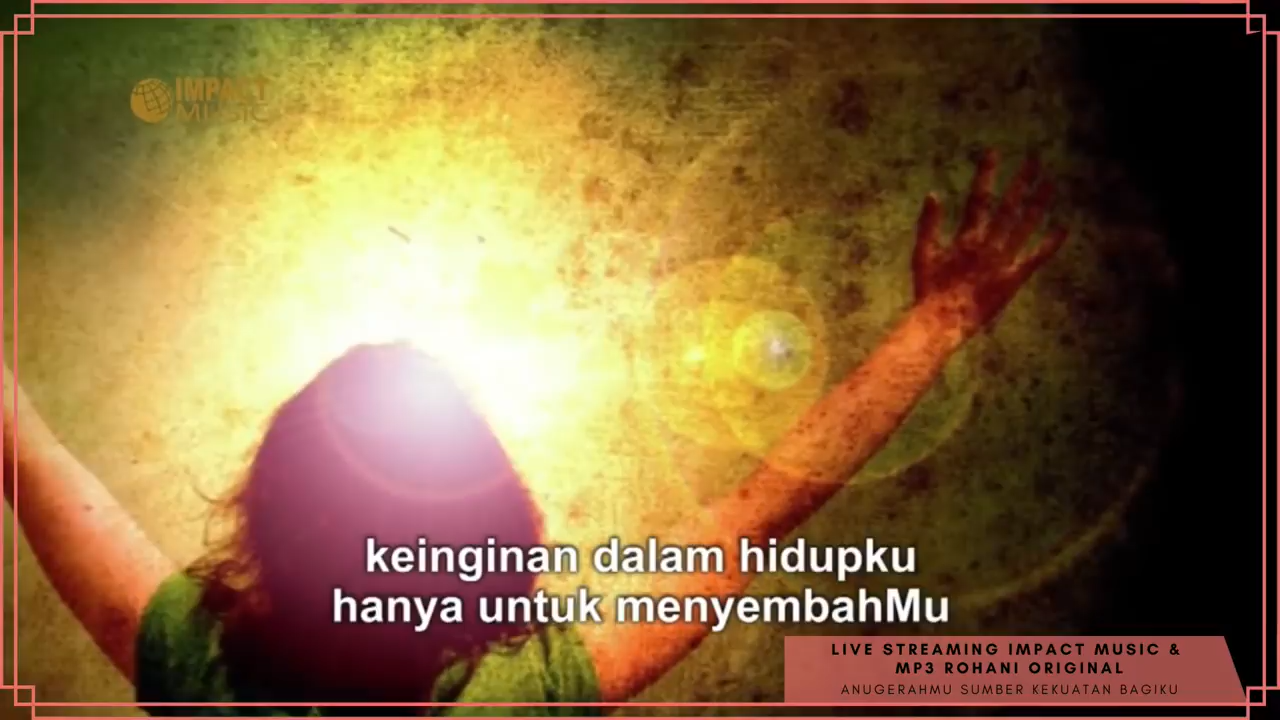 IMPACT
MUSIC
keinginan dalam hidupku
hanya untuk menyembahMu
LIVE STREAMING IMPACT MUSIC &
MP3 ROHANI ORIGINAL
ANUGERAHMU SUMBER KEKUATAN BAGIKU